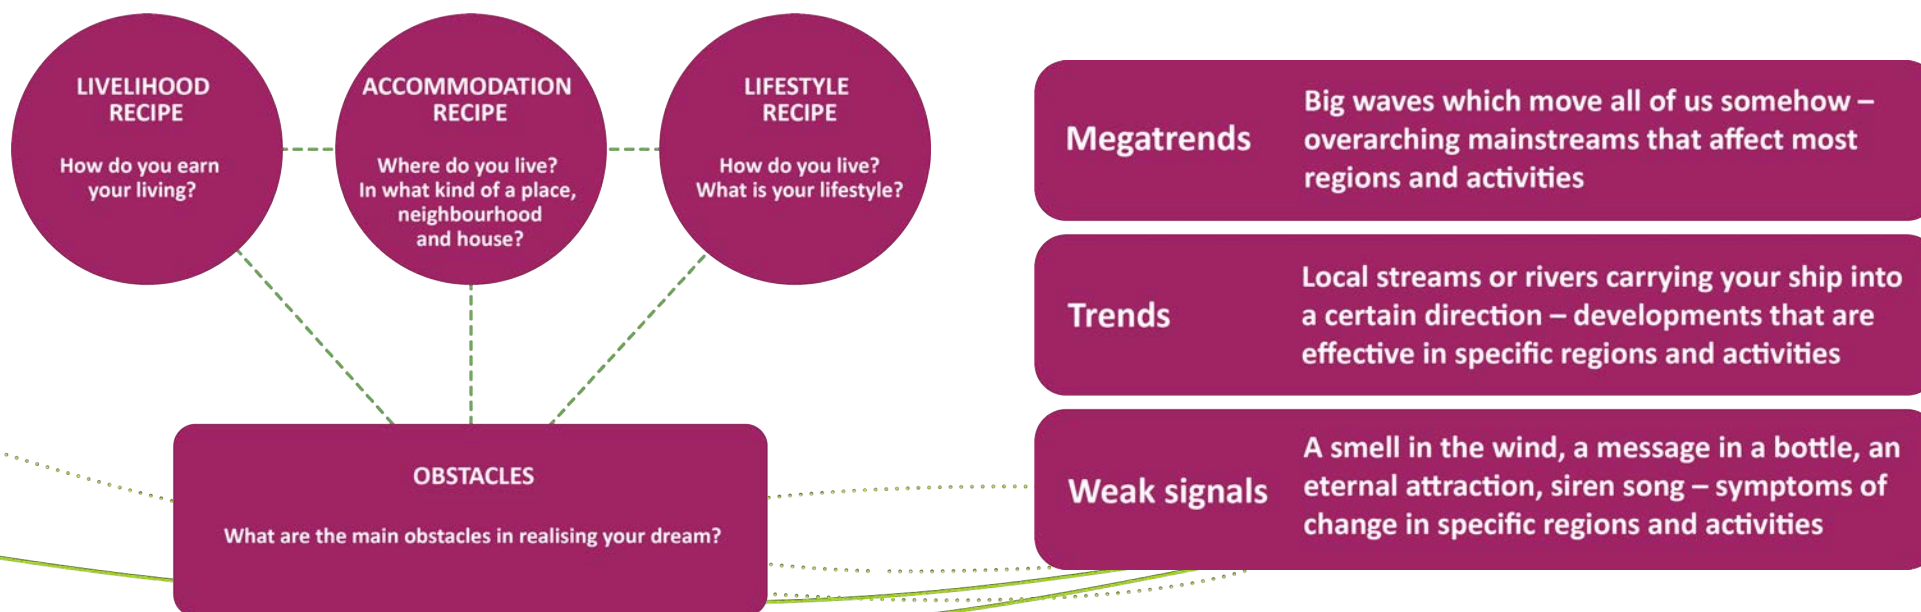 LIVELIHOOD
RECIPE
How do you earn
your living?
ACCOMMODATION
RECIPE
Where do you live?
In what kind of a place,
neighbourhood
and house?
LIFESTYLE
RECIPE
How do you live?
What is your lifestyle?
OBSTACLES
What are the main obstacles in realising your dream?
Megatrends
Big waves which move all of us somehow –
overarching mainstreams that affect most
regions and activities
Trends
Local streams or rivers carrying your ship into
a certain direction – developments that are
effective in specific regions and activities
Weak signals
A smell in the wind, a message in a bottle, an
eternal attraction, siren song – symptoms of
change in specific regions and activities